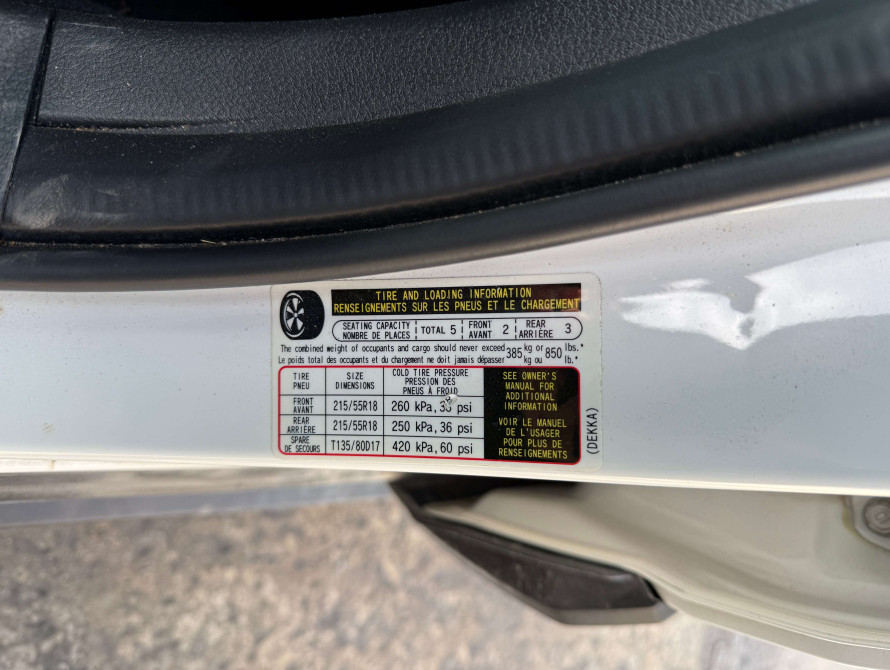 TIRE AND LOADING INFORMATION
RENSEIGNEMENTS SUR LES PNEUS ET LE CHARGEMENT
SEATING CAPACITY
NOMBRE DE PLACES
TOTAL 5
FRONT
AVANT 2
REAR
ARRIÈRE 3
The combined weight of occupants and cargo should never exceed 385 kg or 850 lbs.*
Le poids total des occupants et du chargement ne doit jamais dépasser kg ou lb.*
TIRE
PNEU
SIZE
DIMENSIONS
COLD TIRE PRESSURE
PRESSION DES
PNEUS À FROID
FRONT
AVANT
215/55R18
260 kPa, psi
REAR
ARRIÈRE
215/55R18
250 kPa, 36 psi
SPARE
DE SECOURS
T135/80D17
420 kPa, 60 psi
SEE OWNER'S
MANUAL FOR
ADDITIONAL
INFORMATION
VOIR LE MANUEL
DE L'USAGER
POUR PLUS DE
RENSEIGNEMENTS
(DEKKA)